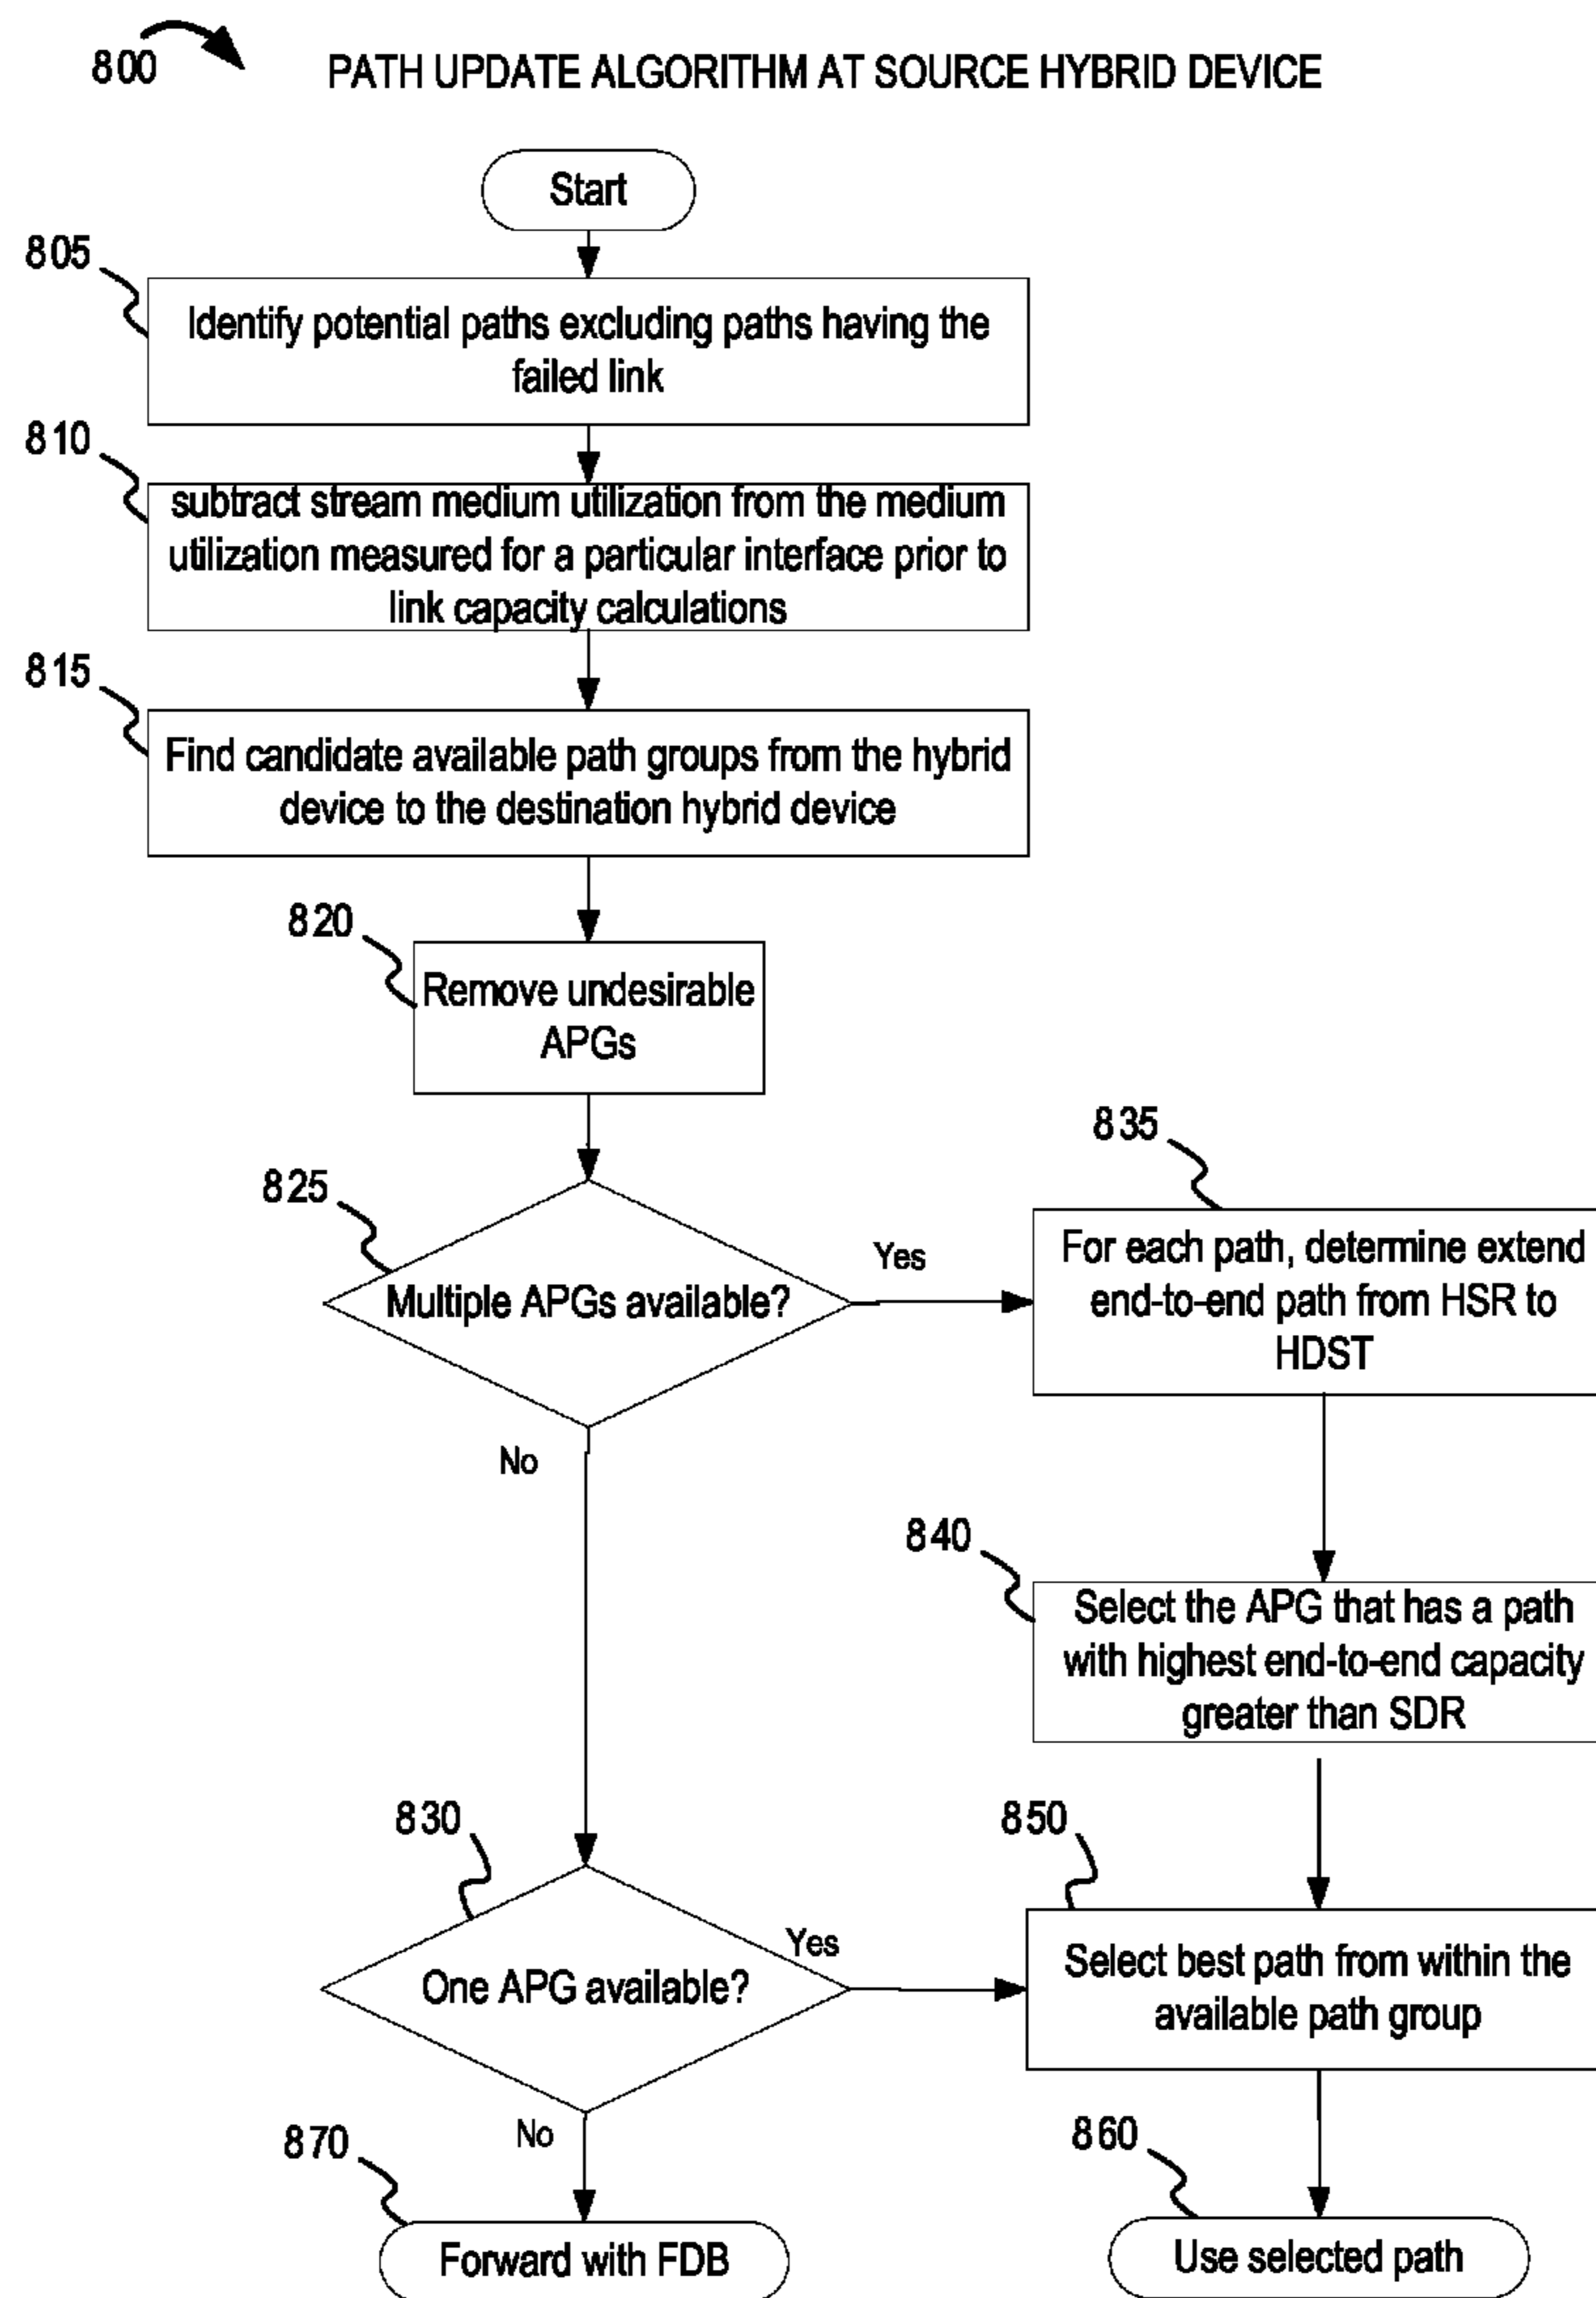 800
PATH UPDATE ALGORITHM AT SOURCE HYBRID DEVICE
Start
805
Identify potential paths excluding paths having the
failed link
810
subtract stream medium utilization from the medium
utilization measured for a particular interface prior to
link capacity calculations
815
Find candidate available path groups from the hybrid
device to the destination hybrid device
820
Remove undesirable
APGs
825
Multiple APGs available?
Yes
No
835
For each path, determine extend
end-to-end path from HSR to
HDST
840
Select the APG that has a path
with highest end-to-end capacity
greater than SDR
830
One APG available?
Yes
No
850
Select best path from within the
available path group
870
Forward with FDB
860
Use selected path